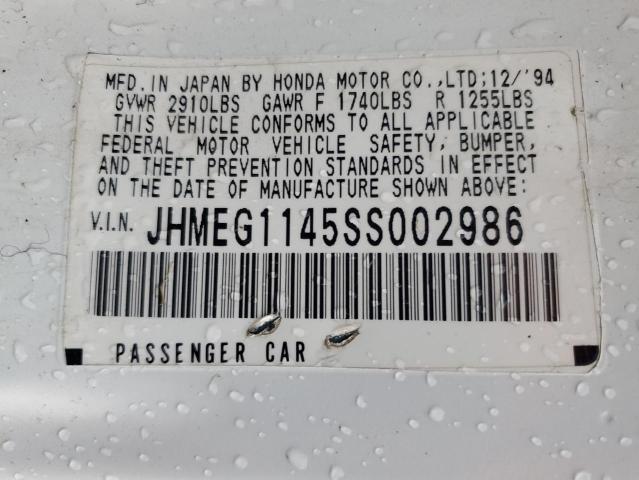 MFD. IN JAPAN BY HONDA MOTOR CO.,LTD;12/'94
GVWR 2910LBS GAWR F 1740LBS R 1255LBS
THIS VEHICLE CONFORMS TO ALL APPLICABLE
FEDERAL MOTOR VEHICLE SAFETY, BUMPER,
AND THEFT PREVENTION STANDARDS IN EFFECT
ON THE DATE OF MANUFACTURE SHOWN ABOVE:
V.I.N. JHMEG1145SS002986
PASSENGER CAR